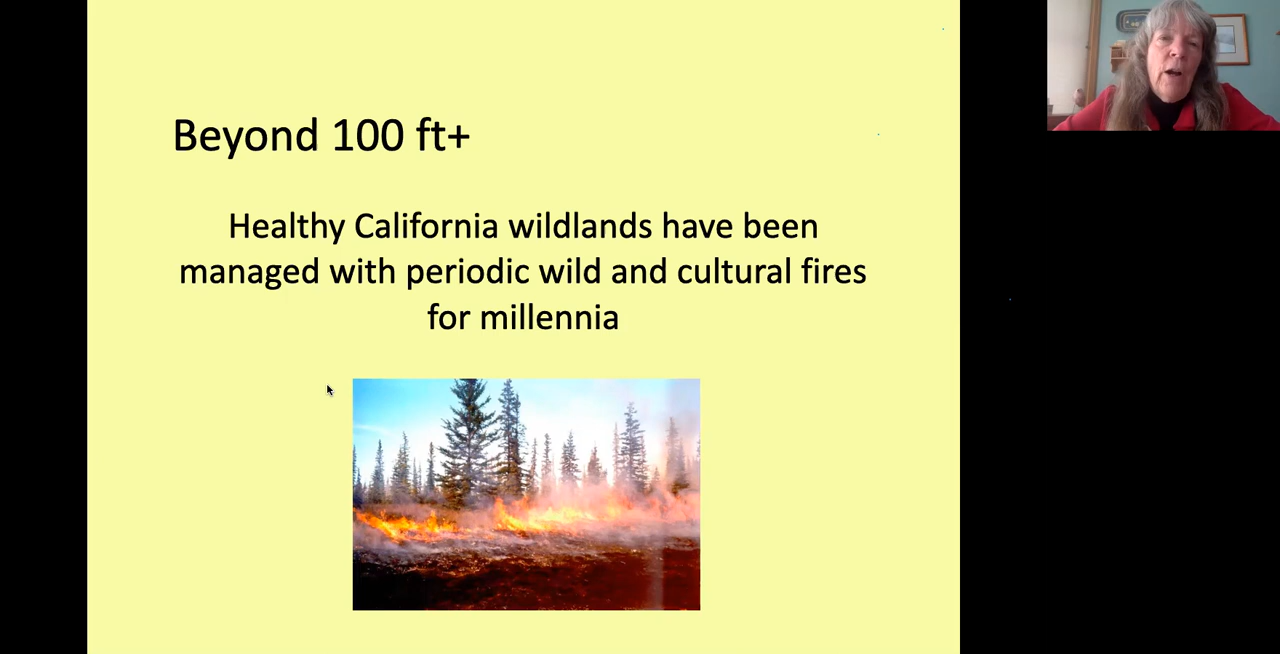 Beyond 100 ft+
Healthy California wildlands have been
managed with periodic wild and cultural fires
for millennia